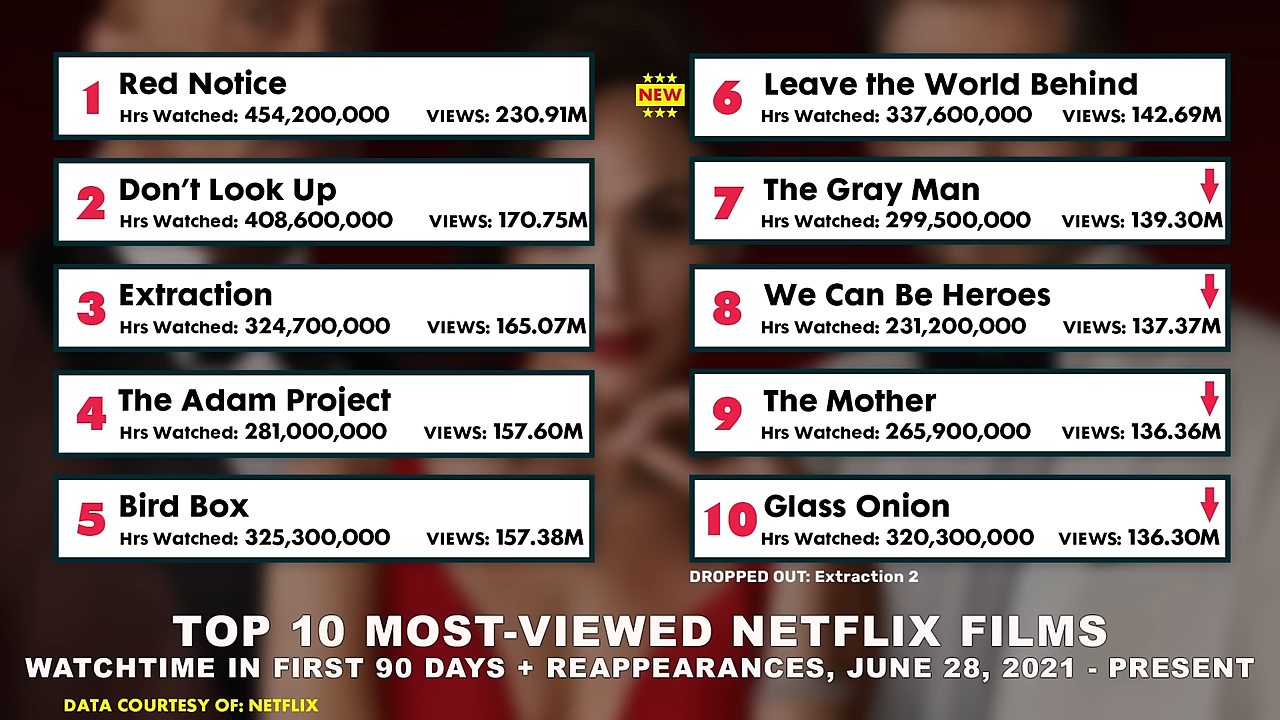 1
Red Notice
Hrs Watched: 454,200,000 VIEWS: 230.91M
2
Don't Look Up
Hrs Watched: 408,600,000 VIEWS: 170.75M
3
Extraction
Hrs Watched: 324,700,000 VIEWS: 165.07M
4
The Adam Project
Hrs Watched: 281,000,000 VIEWS: 157.60M
5
Bird Box
Hrs Watched: 325,300,000 VIEWS: 157.38M
NEW
6
Leave the World Behind
Hrs Watched: 337,600,000 VIEWS: 142.69M
7
The Gray Man
Hrs Watched: 299,500,000 VIEWS: 139.30M
8
We Can Be Heroes
Hrs Watched: 231,200,000 VIEWS: 137.37M
9
The Mother
Hrs Watched: 265,900,000 VIEWS: 136.36M
10
Glass Onion
Hrs Watched: 320,300,000 VIEWS: 136.30M
DROPPED OUT: Extraction 2
TOP 10 MOST-VIEWED NETFLIX FILMS
WATCHTIME IN FIRST 90 DAYS + REAPPEARANCES, JUNE 28, 2021 - PRESENT
DATA COURTESY OF: NETFLIX